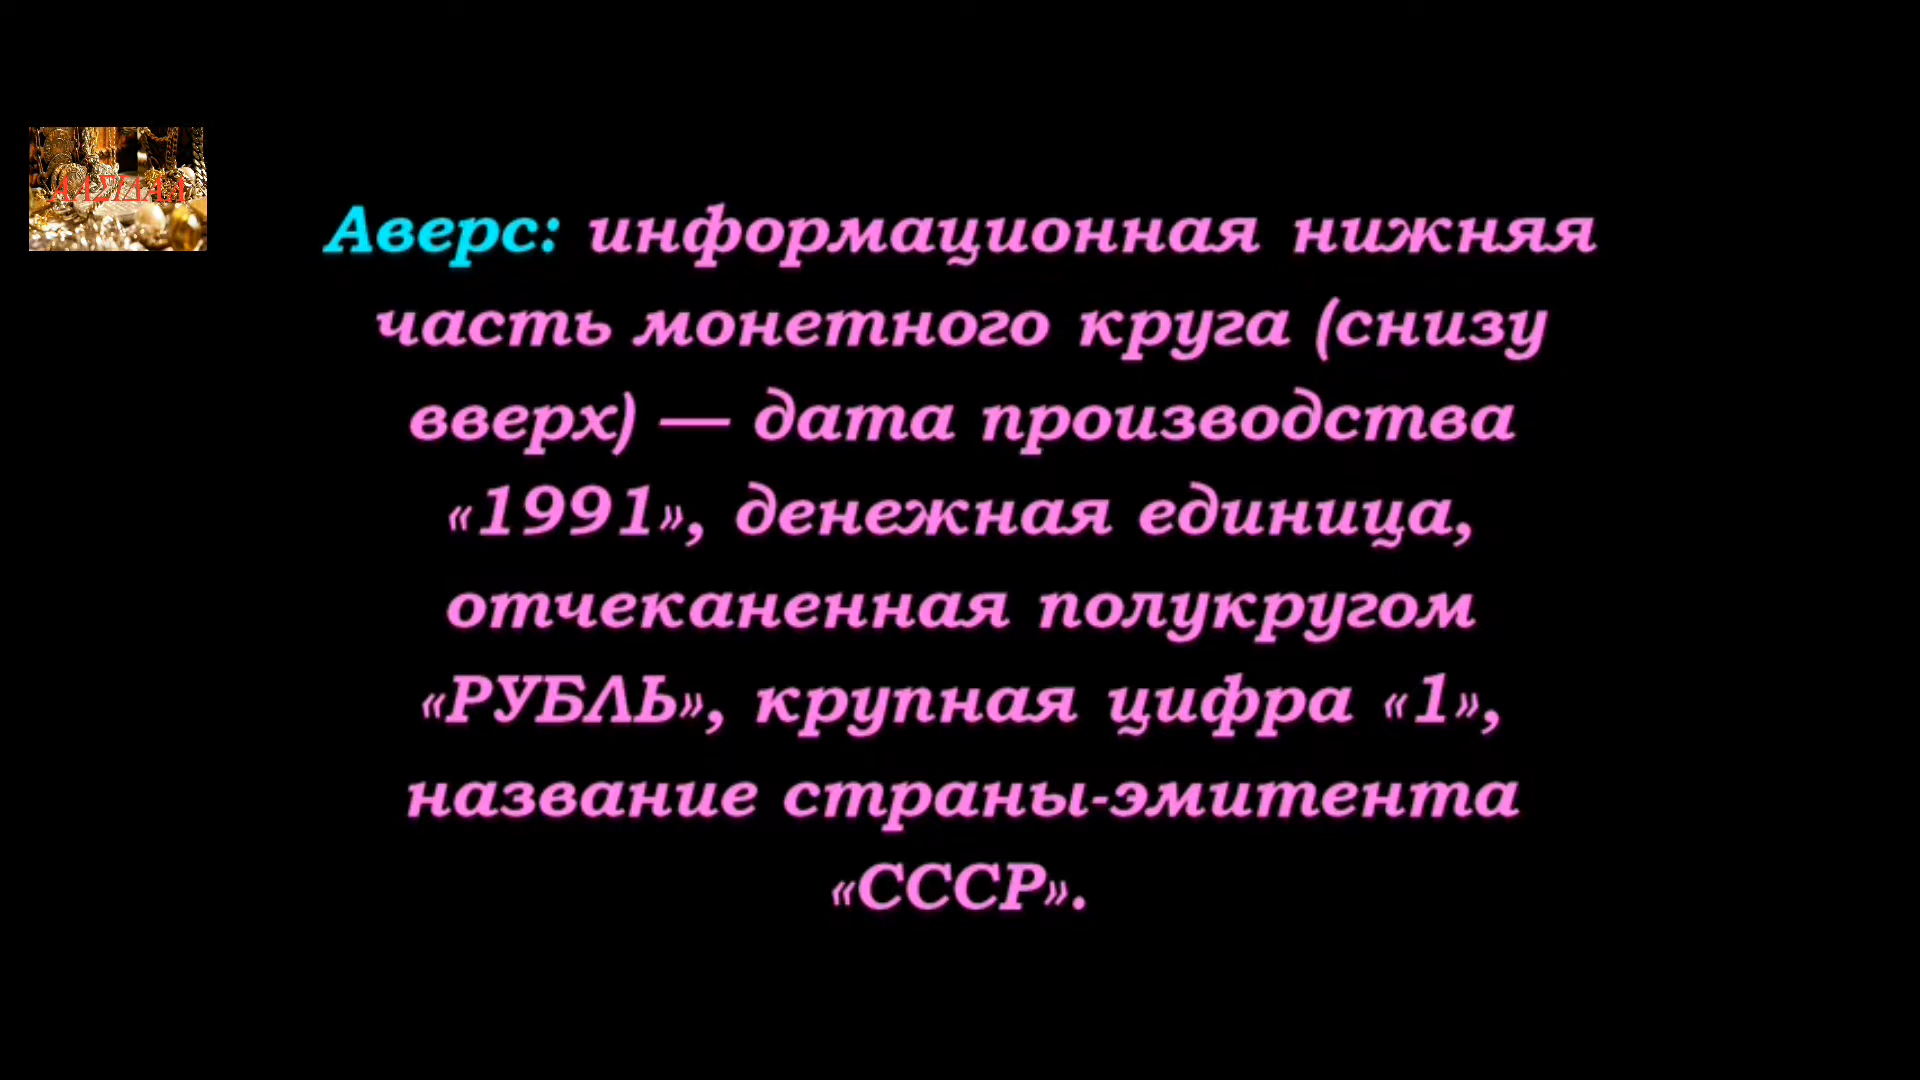 ΑΛΣΙΔΑΛ
Аверс: информационная нижняя
часть монетного круга (снизу
вверх) — дата производства
«1991», денежная единица,
отчеканенная полукругом
«РУБЛЬ», крупная цифра «1»,
название страны-эмитента
«СССР».